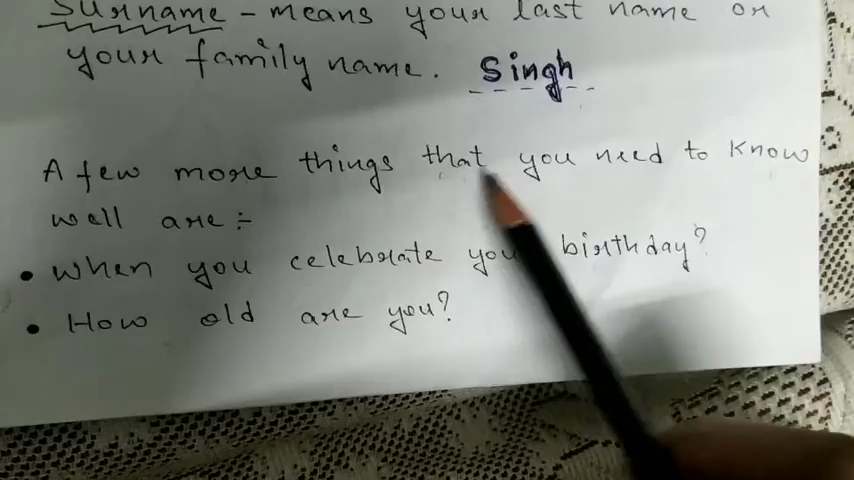 Surname - means your last name or
your family name. Singh
A few more things that you need to know
well are :-
• When you celebrate your birthday?
• How old are you?